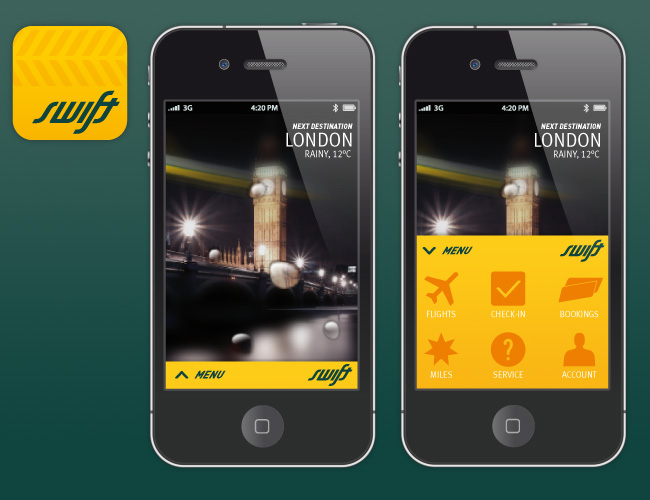 swift
3G 4:20 PM
NEXT DESTINATION
LONDON
RAINY, 12°C
MENU swift
3G 4:20 PM
NEXT DESTINATION
LONDON
RAINY, 12°C
MENU swift
FLIGHTS CHECK-IN BOOKINGS
MILES SERVICE ACCOUNT